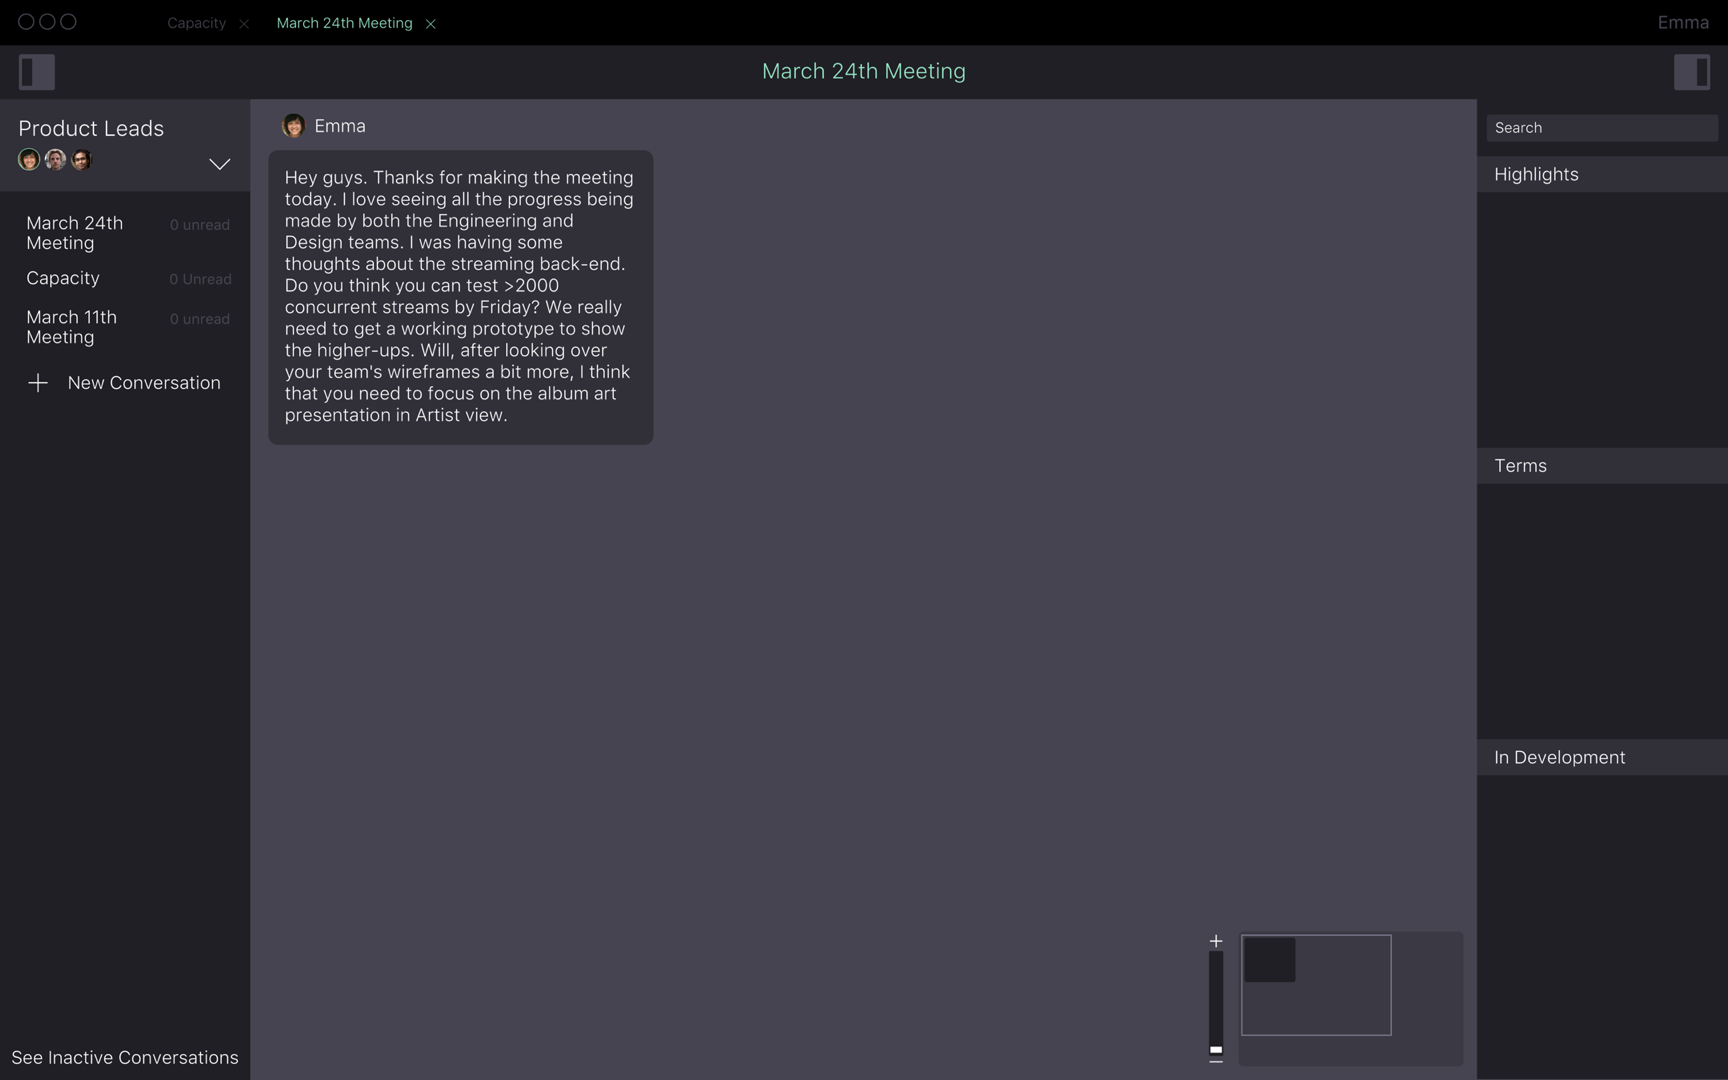 Capacity
March 24th Meeting
Emma
March 24th Meeting
Product Leads
March 24th
Meeting
0 unread
Capacity
0 Unread
March 11th
Meeting
0 unread
New Conversation
See Inactive Conversations
Emma
Hey guys. Thanks for making the meeting
today. I love seeing all the progress being
made by both the Engineering and
Design teams. I was having some
thoughts about the streaming back-end.
Do you think you can test >2000
concurrent streams by Friday? We really
need to get a working prototype to show
the higher-ups. Will, after looking over
your team's wireframes a bit more, I think
that you need to focus on the album art
presentation in Artist view.
Search
Highlights
Terms
In Development